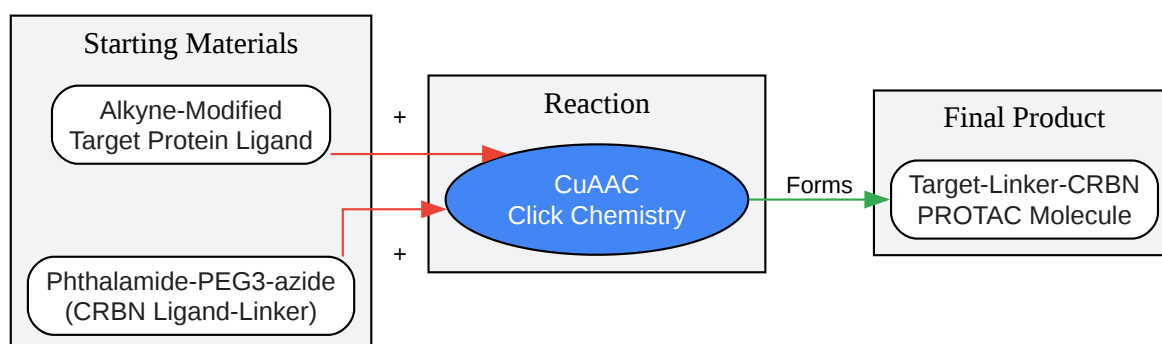 Starting Materials
Alkyne-Modified
Target Protein Ligand
Phthalamide-PEG3-azide
(CRBN Ligand-Linker)
+
+
Reaction
CuAAC
Click Chemistry
Forms
Final Product
Target-Linker-CRBN
PROTAC Molecule